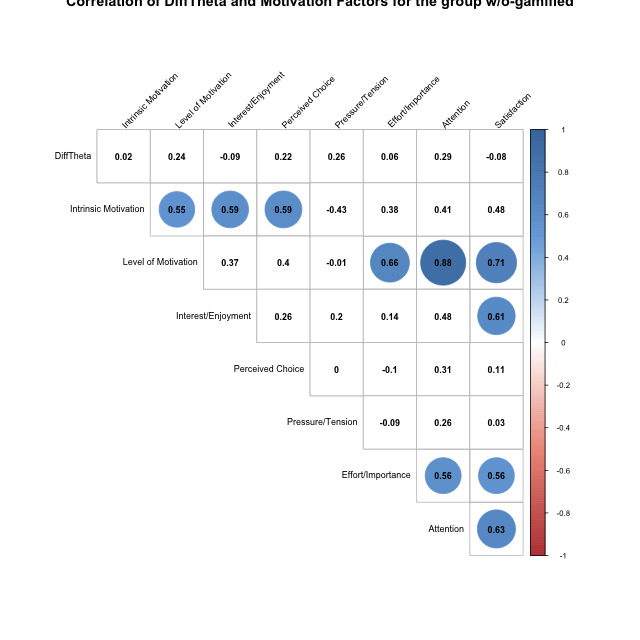 Correlation of DiffTheta and Motivation Factors for the group w/o-gamified
Intrinsic Motivation
Level of Motivation
Interest/Enjoyment
Perceived Choice
Pressure/Tension
Effort/Importance
Attention
Satisfaction
DiffTheta 0.02 0.24 -0.09 0.22 0.26 0.06 0.29 -0.08
Intrinsic Motivation 0.55 0.59 0.59 -0.43 0.38 0.41 0.48
Level of Motivation 0.37 0.4 -0.01 0.66 0.88 0.71
Interest/Enjoyment 0.26 0.2 0.14 0.48 0.61
Perceived Choice 0 -0.1 0.31 0.11
Pressure/Tension -0.09 0.26 0.03
Effort/Importance 0.56 0.56
Attention 0.63
1
0.8
0.6
0.4
0.2
0
-0.2
-0.4
-0.6
-0.8
-1